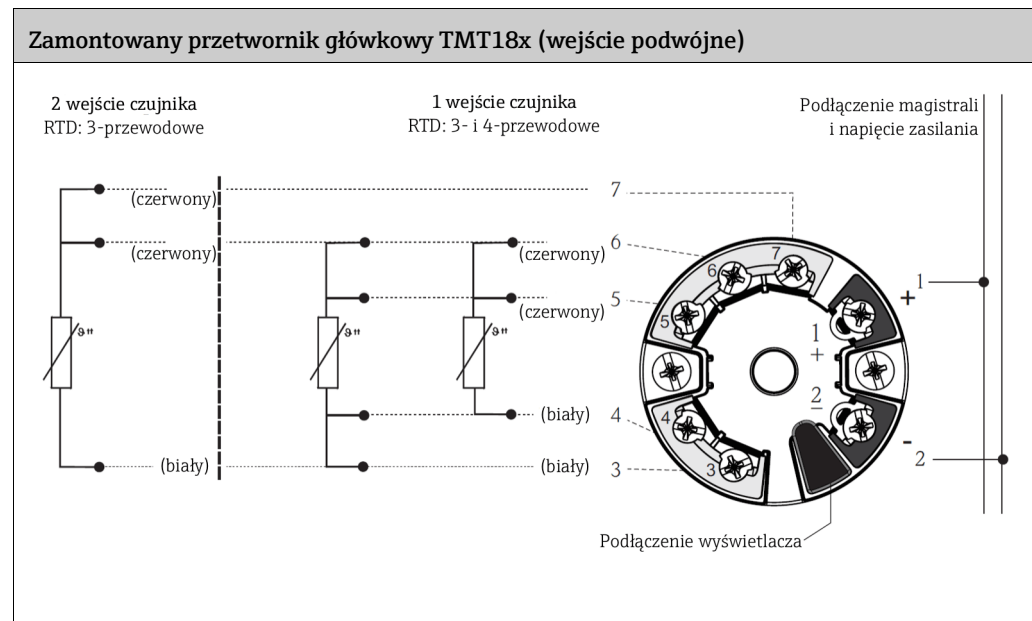 Zamontowany przetwornik główkowy TMT18x (wejście podwójne)
2 wejście czujnika
RTD: 3-przewodowe
1 wejście czujnika
RTD: 3- i 4-przewodowe
Podłączenie magistrali
i napięcie zasilania
(czerwony)
7
(czerwony)
(czerwony)
6
(czerwony)
5
7
6
5
1
+
1
+
ϑ
ϑ
ϑ
2
-
(biały)
4
4
3
-
2
(biały)
(biały)
3
Podłączenie wyświetlacza